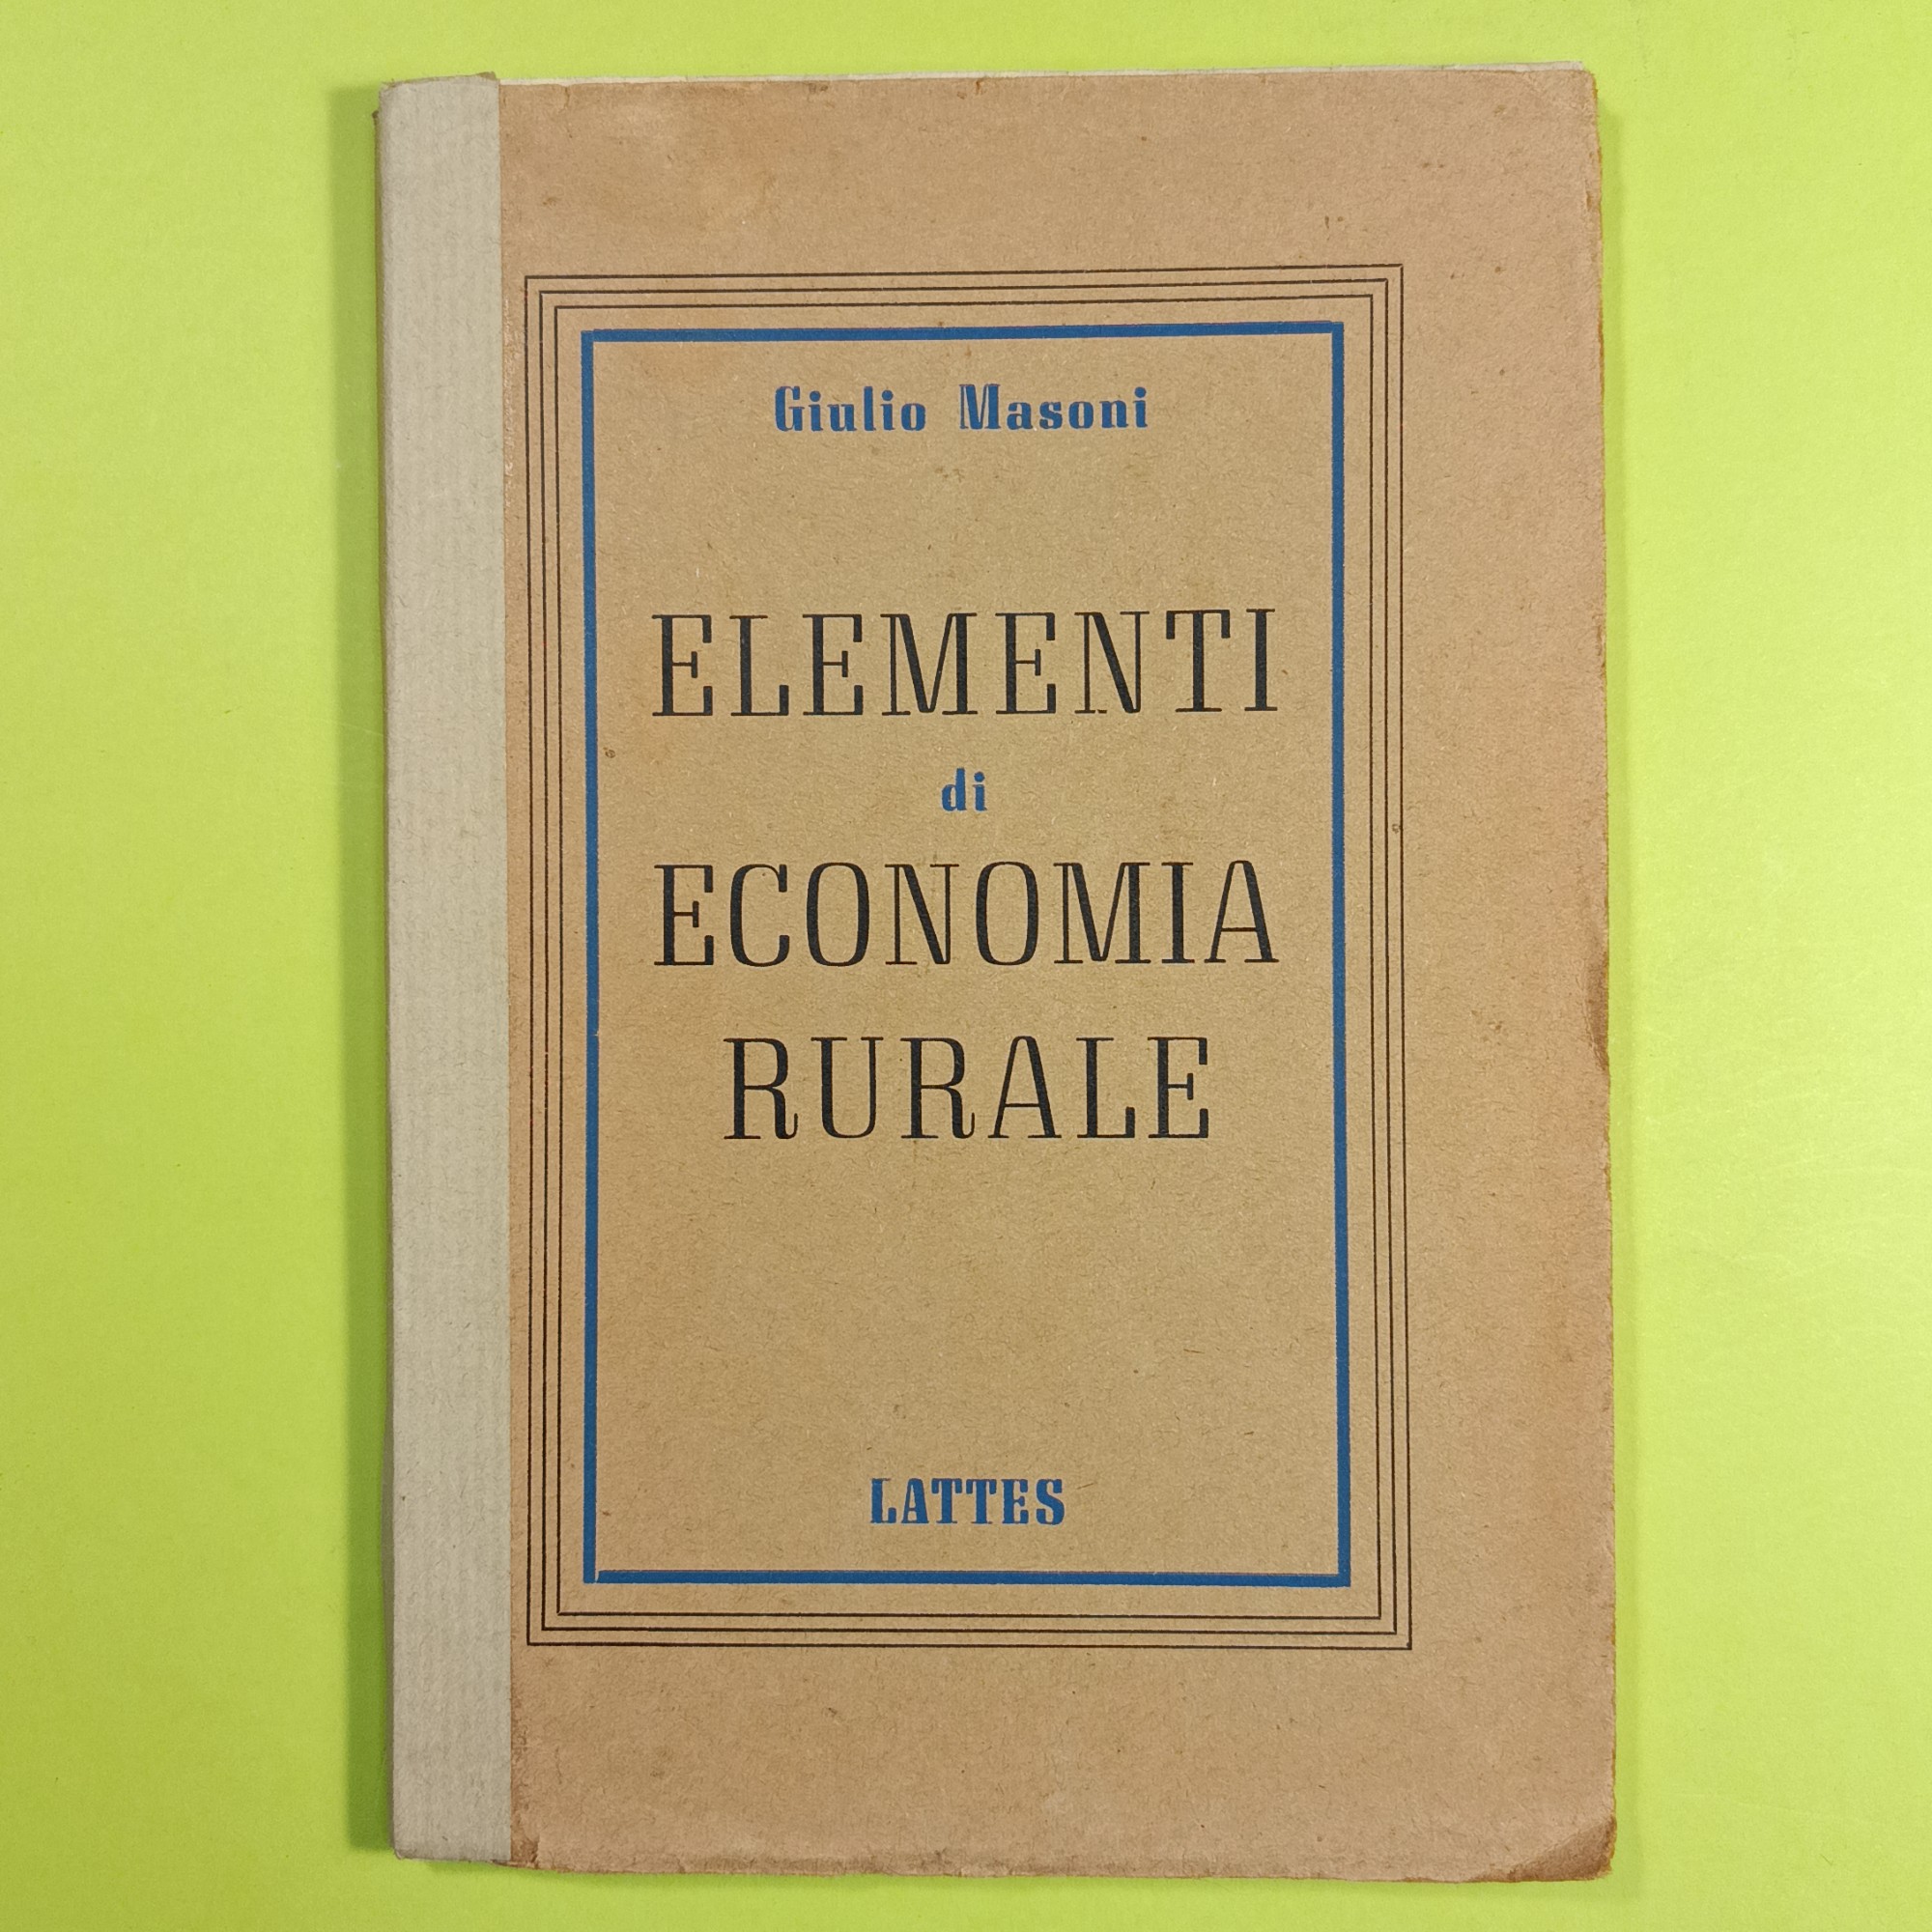 Giulio Masoni
ELEMENTI
di
ECONOMIA
RURALE
LATTES